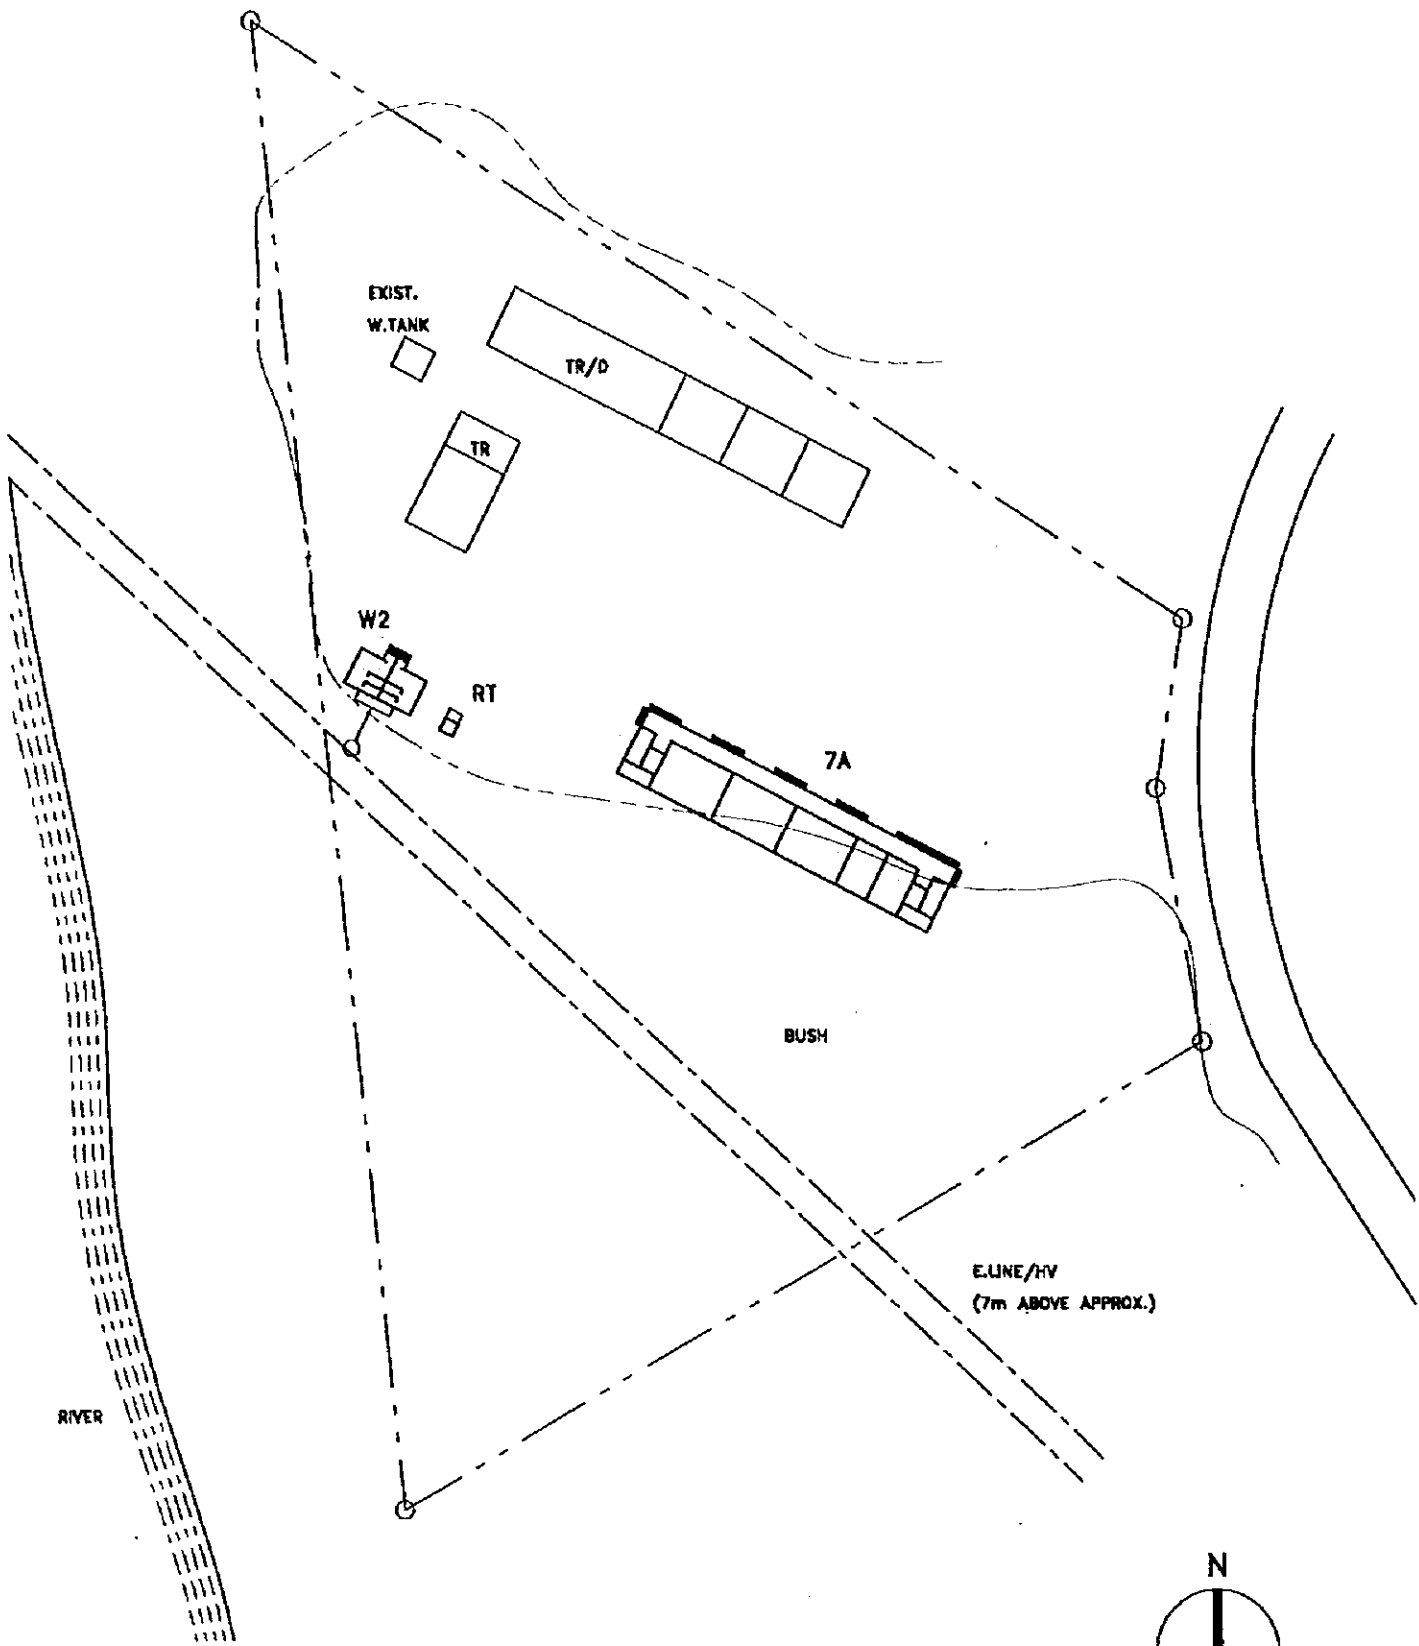 EXIST.
W.TANK
TR/D
TR
W2
RT
7A
BUSH
E.LINE/HV
(7m ABOVE APPROX.)
RIVER
N